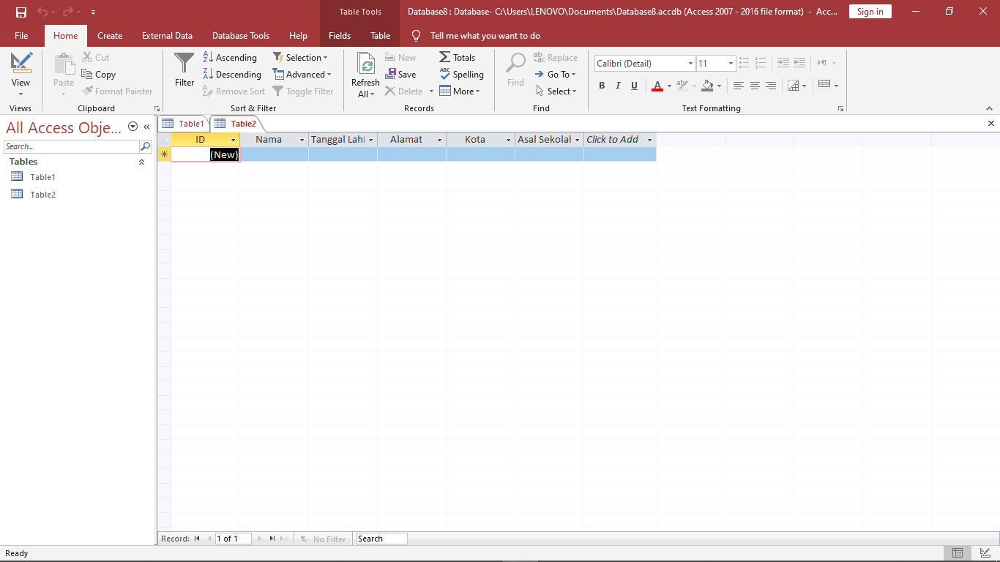 Table Tools
Database8 : Database- C:\Users\LENOVO\Documents\Database8.accdb (Access 2007 - 2016 file format) - Acc...
Sign in
File Home Create External Data Database Tools Help Fields Table Tell me what you want to do
View
Views
Paste
Cut
Copy
Format Painter
Clipboard
Filter
Ascending
Descending
Remove Sort
Selection
Advanced
Toggle Filter
Sort & Filter
Refresh
All
New
Save
Delete
Totals
Spelling
More
Records
Find
Replace
Go To
Select
Find
Calibri (Detail) 11
B I U A
Text Formatting
All Access Obje...
Search...
Tables
Table1
Table2
Table1 Table2
ID Nama Tanggal Lahi Alamat Kota Asal Sekolal Click to Add
(New)
Record: 1 of 1 No Filter Search
Ready